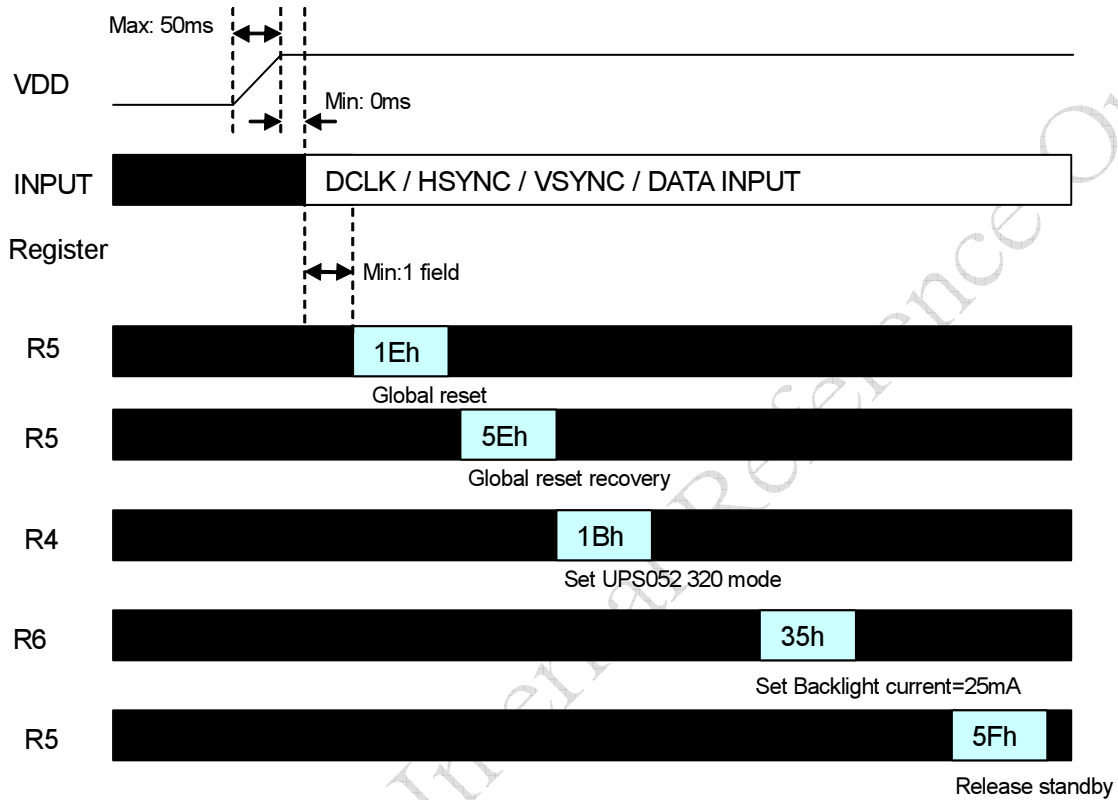 Max: 50ms
VDD
Min: 0ms
INPUT
DCLK / HSYNC / VSYNC / DATA INPUT
Register
Min:1 field
R5
1Eh
Global reset
R5
5Eh
Global reset recovery
R4
1Bh
Set UPS052 320 mode
R6
35h
Set Backlight current=25mA
R5
5Fh
Release standby
Internal Reference